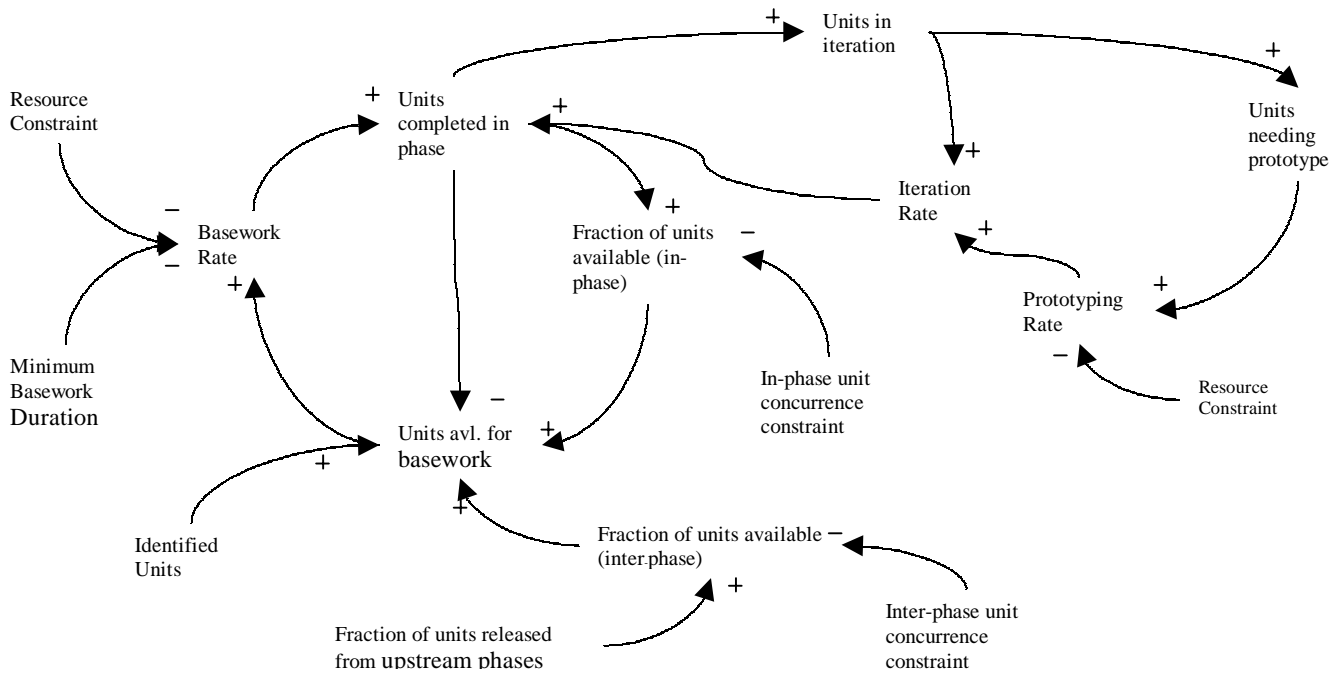 Units in
iteration
Resource
Constraint
Units
completed in
phase
Units
needing
prototype
Iteration
Rate
Basework
Rate
Fraction of units
available (in-
phase)
Prototyping
Rate
Minimum
Basework
Duration
In-phase unit
concurrence
constraint
Resource
Constraint
Units avl. for
basework
Identified
Units
Fraction of units available
(inter.phase)
Inter-phase unit
concurrence
constraint
Fraction of units released
from upstream phases
+
+
+
+
+
+
+
+
+
+
+
+
+
+
−
−
−
−
−
−